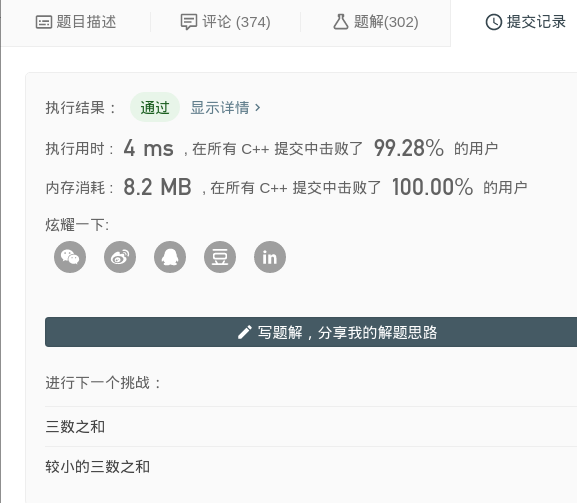 题目描述 评论 (374) 题解(302) 提交记录
执行结果： 通过 显示详情 ›
执行用时： 4 ms ，在所有 C++ 提交中击败了 99.28% 的用户
内存消耗： 8.2 MB ，在所有 C++ 提交中击败了 100.00% 的用户
炫耀一下:
豆 in
写题解，分享我的解题思路
进行下一个挑战：
三数之和
较小的三数之和